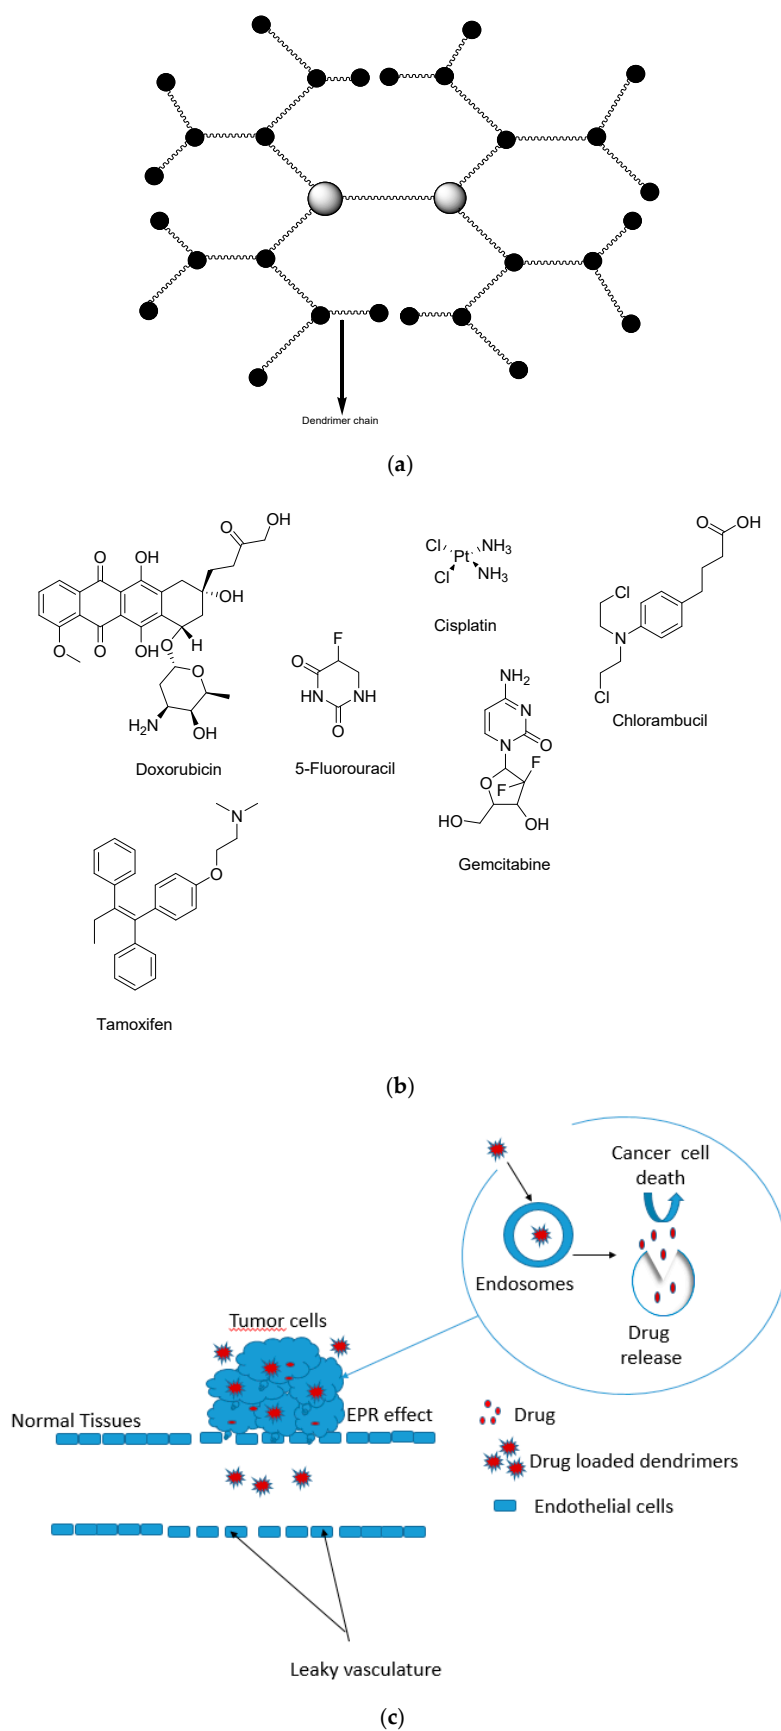 Dendrimer chain
(a)
OH
O
O
OH
OH
O
O
OH
O
H
O
H2N
OH
Doxorubicin
F
O
HN
NH
O
5-Fluorouracil
Cl
NH3
Pt
Cl
NH3
Cisplatin
O
OH
Cl
N
Cl
Chlorambucil
NH2
N
N
O
F
O
F
HO
OH
Gemcitabine
N
O
Tamoxifen
(b)
Cancer cell
death
Endosomes
Drug
release
Tumor cells
Normal Tissues
EPR effect
Drug
Drug loaded dendrimers
Endothelial cells
Leaky vasculature
(c)